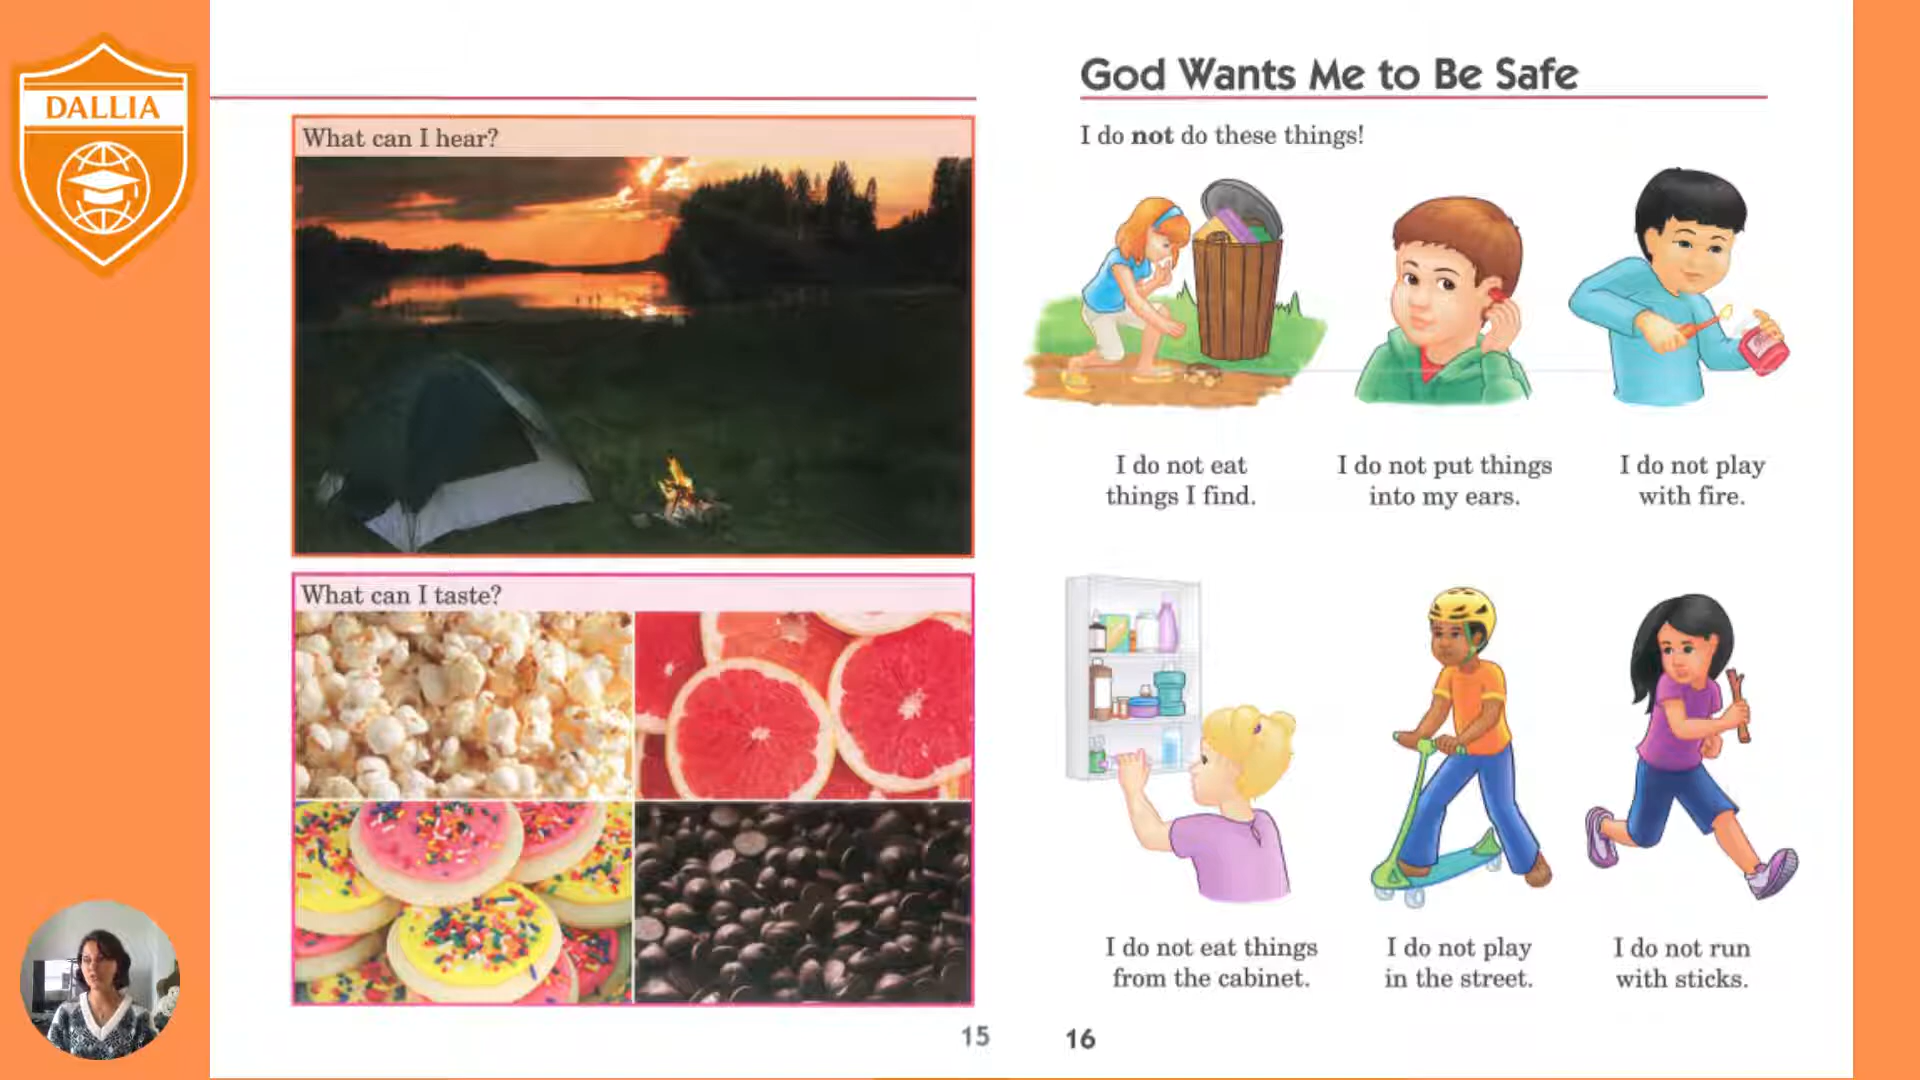 DALLIA
What can I hear?
What can I taste?
15
God Wants Me to Be Safe
I do not do these things!
I do not eat
things I find.
I do not put things
into my ears.
I do not play
with fire.
I do not eat things
from the cabinet.
I do not play
in the street.
I do not run
with sticks.
16